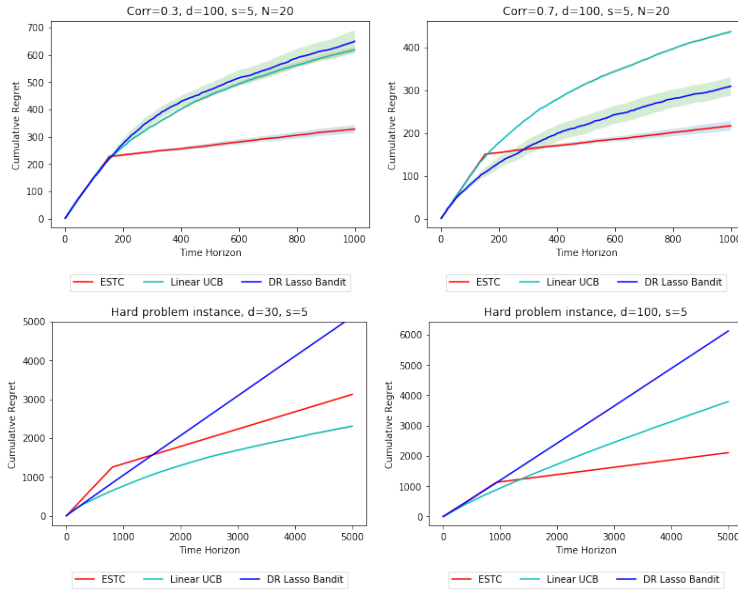 Corr=0.3, d=100, s=5, N=20
700
600
500
400
300
200
100
0
Cumulative Regret
0 200 400 600 800 1000
Time Horizon
ESTC Linear UCB DR Lasso Bandit
Corr=0.7, d=100, s=5, N=20
400
300
200
100
0
Cumulative Regret
0 200 400 600 800 1000
Time Horizon
ESTC Linear UCB DR Lasso Bandit
Hard problem instance, d=30, s=5
5000
4000
3000
2000
1000
0
Cumulative Regret
0 1000 2000 3000 4000 5000
Time Horizon
ESTC Linear UCB DR Lasso Bandit
Hard problem instance, d=100, s=5
6000
5000
4000
3000
2000
1000
0
Cumulative Regret
0 1000 2000 3000 4000 5000
Time Horizon
ESTC Linear UCB DR Lasso Bandit